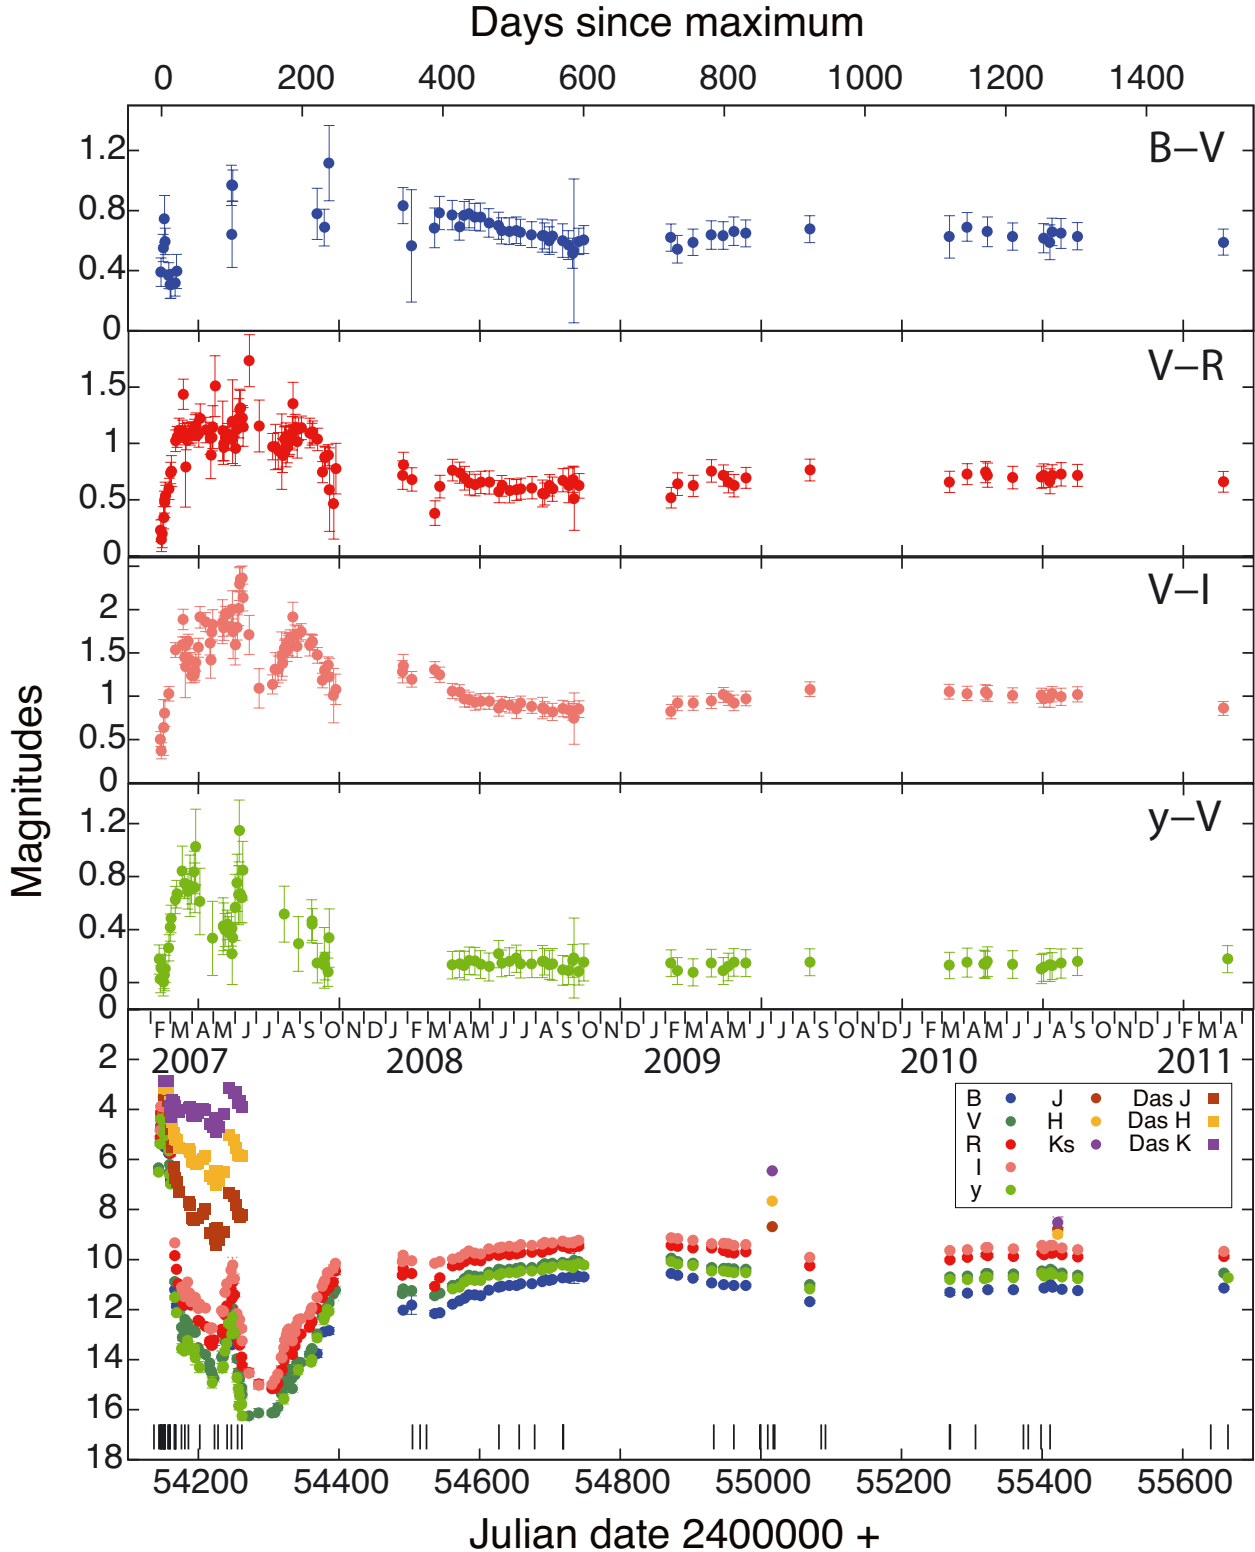 Days since maximum
0 200 400 600 800 1000 1200 1400
B–V
1.2
0.8
0.4
0
V–R
1.5
1
0.5
0
V–I
2
1.5
1
0.5
0
y–V
1.2
0.8
0.4
0
0
Magnitudes
F M A M J J A S O N D J F M A M J J A S O N D J F M A M J J A S O N D J F M A M J J A S O N D J F M A
2007 2008 2009 2010 2011
2
4
6
8
10
12
14
16
18
B J Das J
V H Das H
R Ks Das K
I
y
54200 54400 54600 54800 55000 55200 55400 55600
Julian date 2400000 +